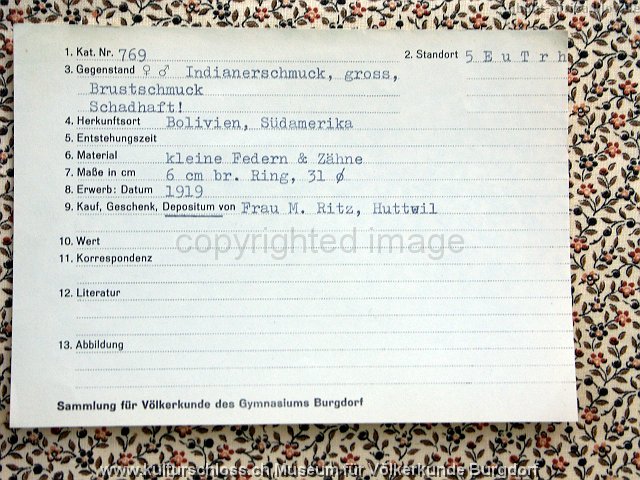 1. Kat. Nr. 769 2. Standort 5 E u T r h
3. Gegenstand ♀ ♂ Indianerschmuck, gross,
Brustschmuck
Schadhaft!
4. Herkunftsort Bolivien, Südamerika
5. Entstehungszeit
6. Material kleine Federn & Zähne
7. Maße in cm 6 cm br. Ring, 31 ∅
8. Erwerb: Datum 1919
9. Kauf, Geschenk, Depositum von Frau M. Ritz, Huttwil
10. Wert
copyrighted image
11. Korrespondenz
12. Literatur
13. Abbildung
Sammlung für Völkerkunde des Gymnasiums Burgdorf
www.kulturschloss.ch Museum für Völkerkunde Burgdorf